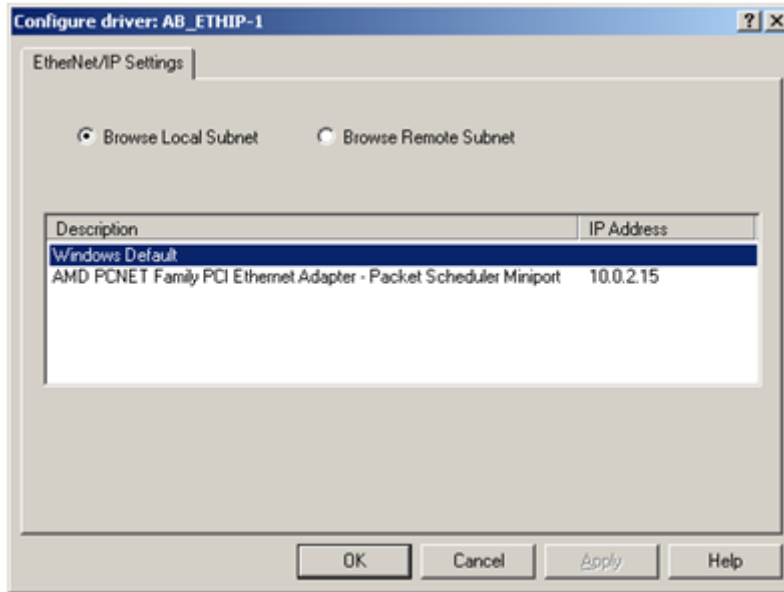 Configure driver: AB_ETHIP-1
EtherNet/IP Settings
Browse Local Subnet Browse Remote Subnet
Description IP Address
Windows Default
AMD PCNET Family PCI Ethernet Adapter - Packet Scheduler Miniport 10.0.2.15
OK Cancel Apply Help